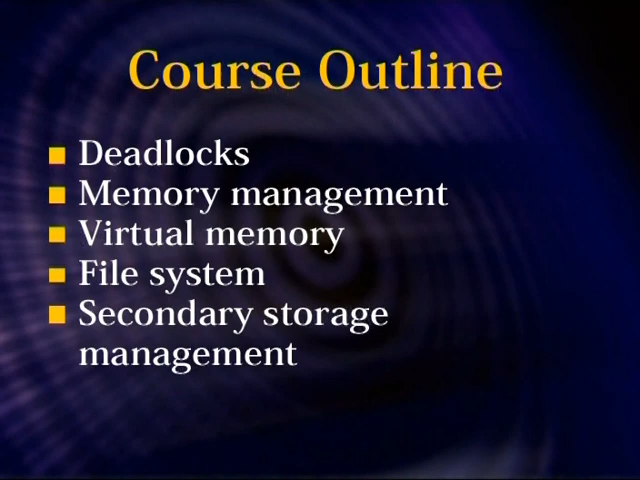 Course Outline
Deadlocks
Memory management
Virtual memory
File system
Secondary storage
management